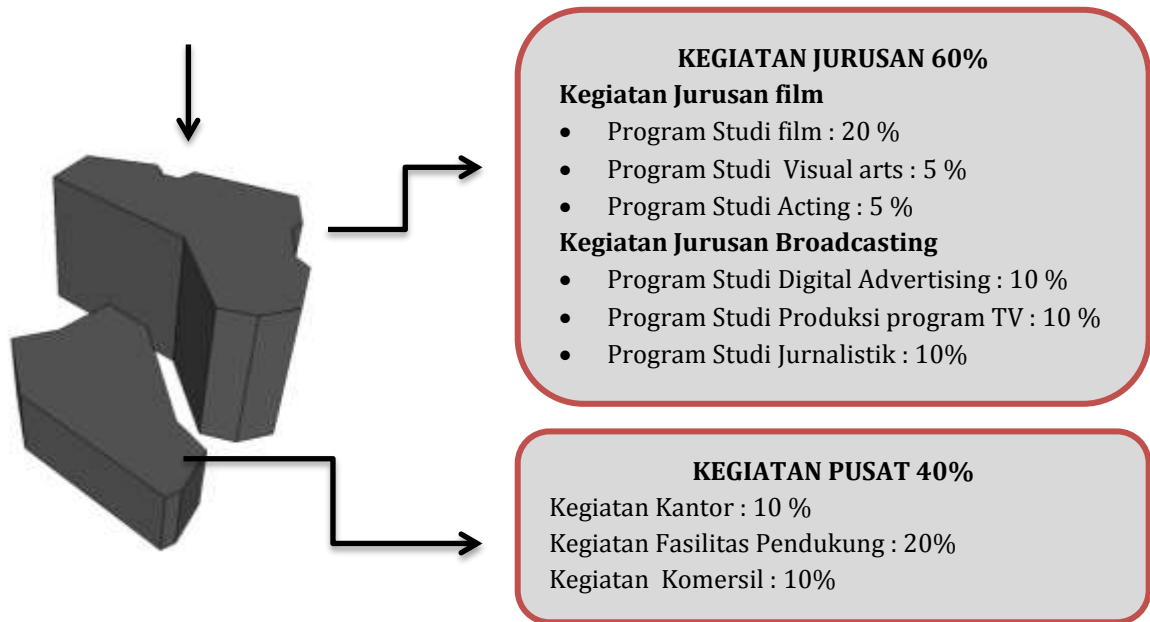 KEGIATAN JURUSAN 60%
Kegiatan Jurusan film
• Program Studi film : 20 %
• Program Studi Visual arts : 5 %
• Program Studi Acting : 5 %
Kegiatan Jurusan Broadcasting
• Program Studi Digital Advertising : 10 %
• Program Studi Produksi program TV : 10 %
• Program Studi Jurnalistik : 10%
KEGIATAN PUSAT 40%
Kegiatan Kantor : 10 %
Kegiatan Fasilitas Pendukung : 20%
Kegiatan Komersil : 10%